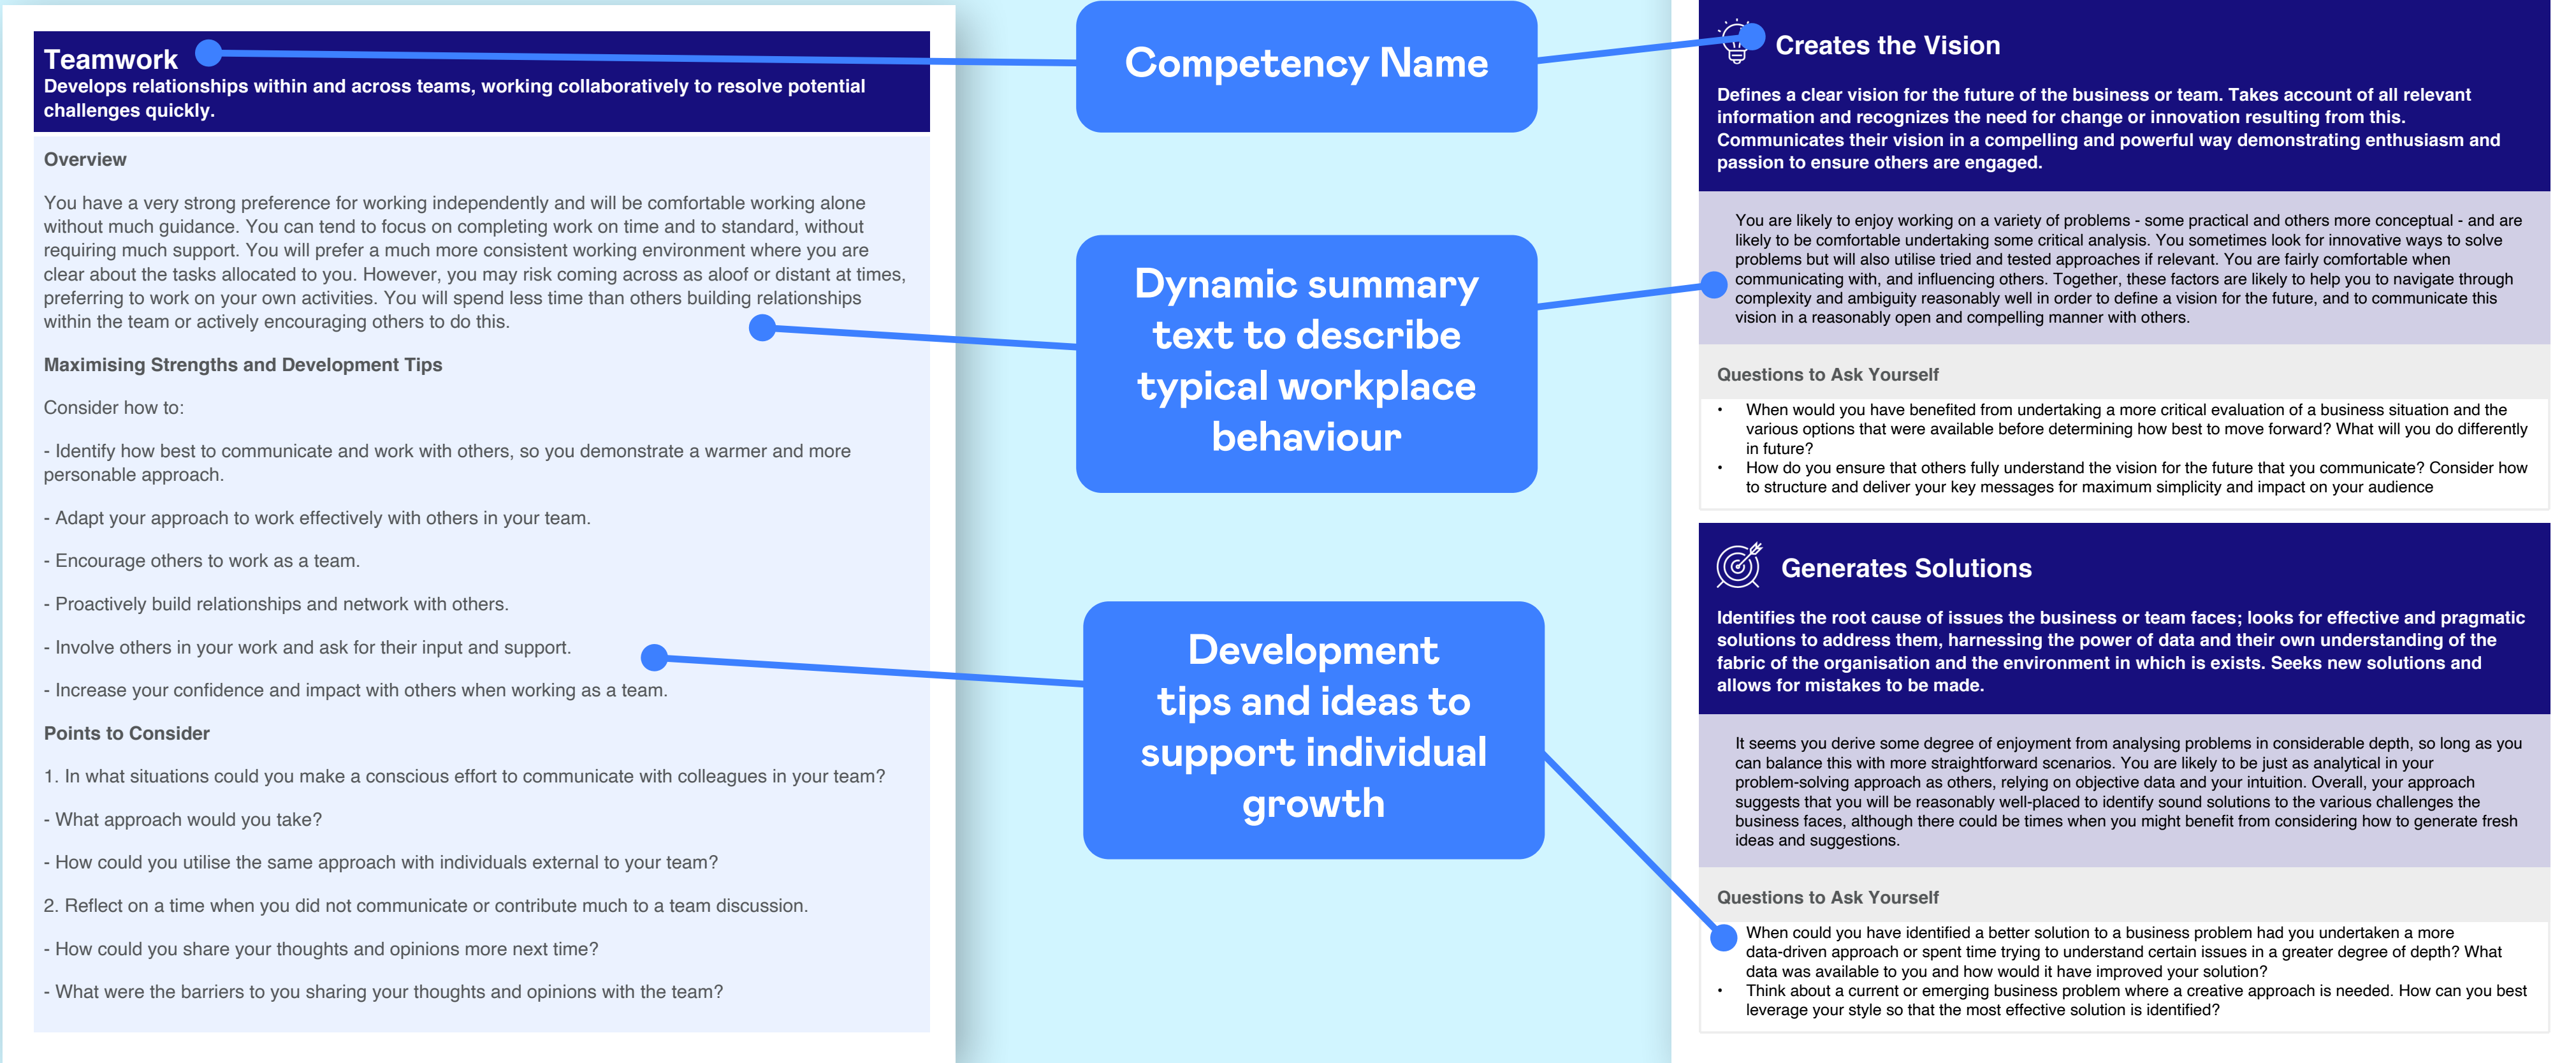 Teamwork
Develops relationships within and across teams, working collaboratively to resolve potential
challenges quickly.
Overview
You have a very strong preference for working independently and will be comfortable working alone
without much guidance. You can tend to focus on completing work on time and to standard, without
requiring much support. You will prefer a much more consistent working environment where you are
clear about the tasks allocated to you. However, you may risk coming across as aloof or distant at times,
preferring to work on your own activities. You will spend less time than others building relationships
within the team or actively encouraging others to do this.
Maximising Strengths and Development Tips
Consider how to:
- Identify how best to communicate and work with others, so you demonstrate a warmer and more
personable approach.
- Adapt your approach to work effectively with others in your team.
- Encourage others to work as a team.
- Proactively build relationships and network with others.
- Involve others in your work and ask for their input and support.
- Increase your confidence and impact with others when working as a team.
Points to Consider
1. In what situations could you make a conscious effort to communicate with colleagues in your team?
- What approach would you take?
- How could you utilise the same approach with individuals external to your team?
2. Reflect on a time when you did not communicate or contribute much to a team discussion.
- How could you share your thoughts and opinions more next time?
- What were the barriers to you sharing your thoughts and opinions with the team?
Competency Name
Dynamic summary
text to describe
typical workplace
behaviour
Development
tips and ideas to
support individual
growth
Creates the Vision
Defines a clear vision for the future of the business or team. Takes account of all relevant
information and recognizes the need for change or innovation resulting from this.
Communicates their vision in a compelling and powerful way demonstrating enthusiasm and
passion to ensure others are engaged.
You are likely to enjoy working on a variety of problems - some practical and others more conceptual - and are
likely to be comfortable undertaking some critical analysis. You sometimes look for innovative ways to solve
problems but will also utilise tried and tested approaches if relevant. You are fairly comfortable when
communicating with, and influencing others. Together, these factors are likely to help you to navigate through
complexity and ambiguity reasonably well in order to define a vision for the future, and to communicate this
vision in a reasonably open and compelling manner with others.
Questions to Ask Yourself
• When would you have benefited from undertaking a more critical evaluation of a business situation and the
various options that were available before determining how best to move forward? What will you do differently
in future?
• How do you ensure that others fully understand the vision for the future that you communicate? Consider how
to structure and deliver your key messages for maximum simplicity and impact on your audience
Generates Solutions
Identifies the root cause of issues the business or team faces; looks for effective and pragmatic
solutions to address them, harnessing the power of data and their own understanding of the
fabric of the organisation and the environment in which is exists. Seeks new solutions and
allows for mistakes to be made.
It seems you derive some degree of enjoyment from analysing problems in considerable depth, so long as you
can balance this with more straightforward scenarios. You are likely to be just as analytical in your
problem-solving approach as others, relying on objective data and your intuition. Overall, your approach
suggests that you will be reasonably well-placed to identify sound solutions to the various challenges the
business faces, although there could be times when you might benefit from considering how to generate fresh
ideas and suggestions.
Questions to Ask Yourself
When could you have identified a better solution to a business problem had you undertaken a more
data-driven approach or spent time trying to understand certain issues in a greater degree of depth? What
data was available to you and how would it have improved your solution?
• Think about a current or emerging business problem where a creative approach is needed. How can you best
leverage your style so that the most effective solution is identified?